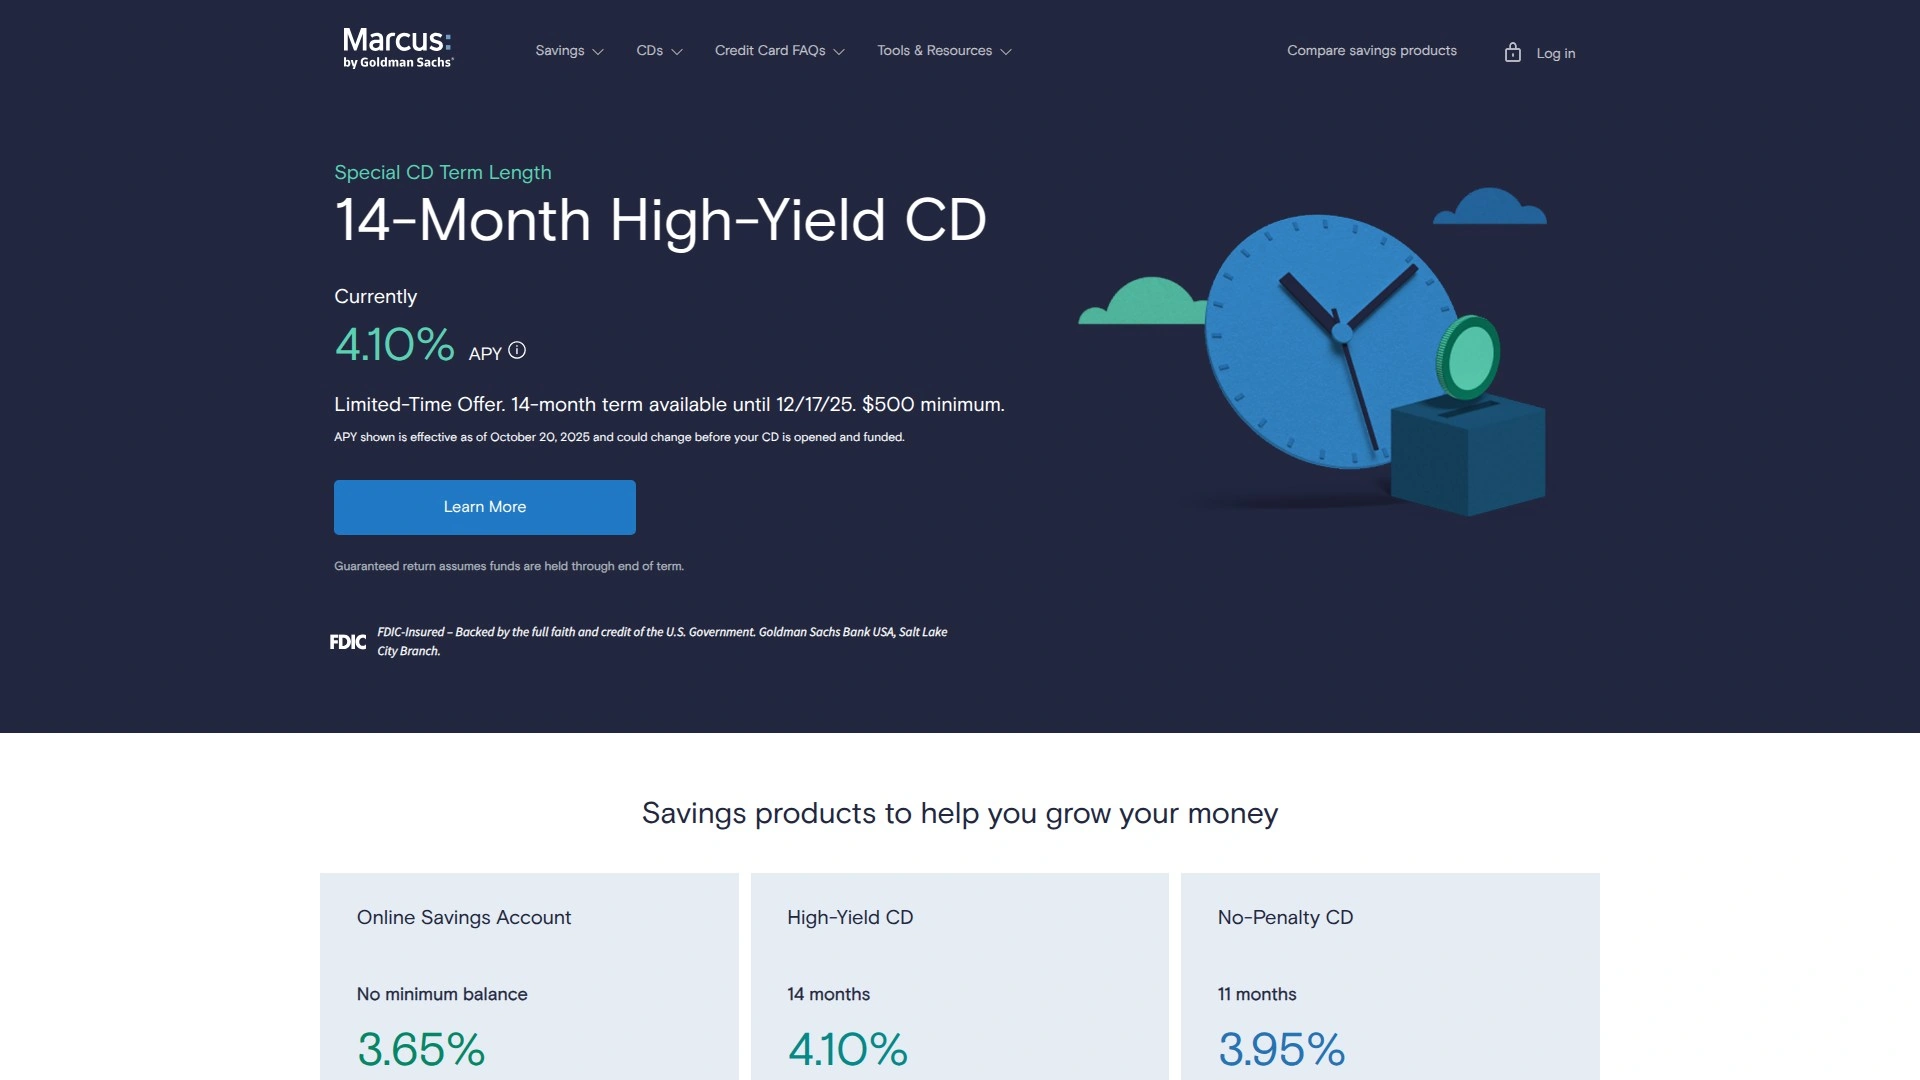 Marcus:
by Goldman Sachs
Savings
CDs
Credit Card FAQs
Tools & Resources
Compare savings products
Log in
Special CD Term Length
14-Month High-Yield CD
Currently
4.10% APY
Limited-Time Offer. 14-month term available until 12/17/25. $500 minimum.
APY shown is effective as of October 20, 2025 and could change before your CD is opened and funded.
Learn More
Guaranteed return assumes funds are held through end of term.
FDIC
FDIC-Insured – Backed by the full faith and credit of the U.S. Government. Goldman Sachs Bank USA, Salt Lake
City Branch.
Savings products to help you grow your money
Online Savings Account
No minimum balance
3.65%
High-Yield CD
14 months
4.10%
No-Penalty CD
11 months
3.95%